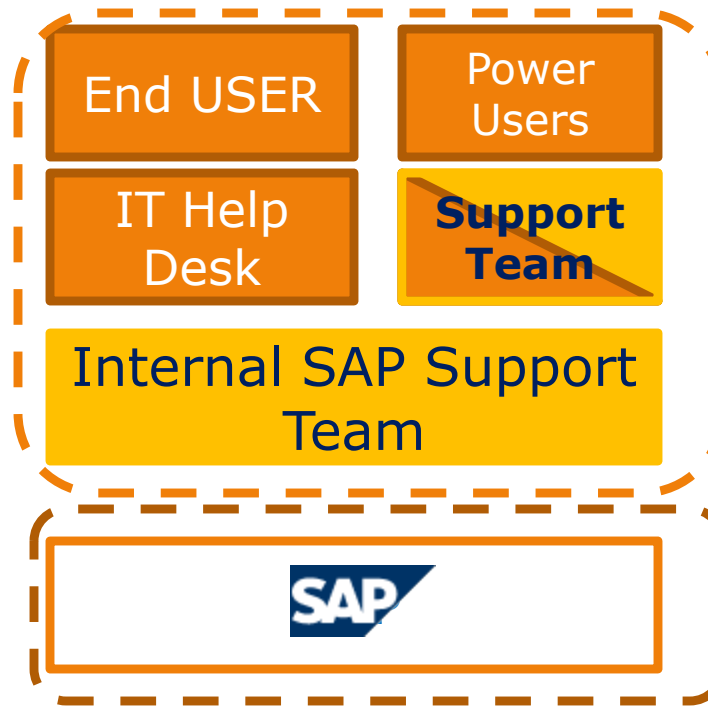 End USER
Power
Users
IT Help
Desk
Support
Team
Internal SAP Support
Team
SAP